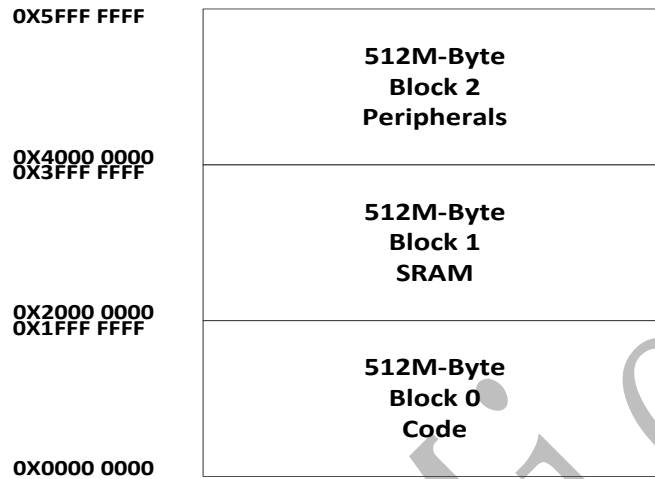 0X5FFF FFFF
512M-Byte
Block 2
Peripherals
0X4000 0000
0X3FFF FFFF
512M-Byte
Block 1
SRAM
0X2000 0000
0X1FFF FFFF
512M-Byte
Block 0
Code
0X0000 0000